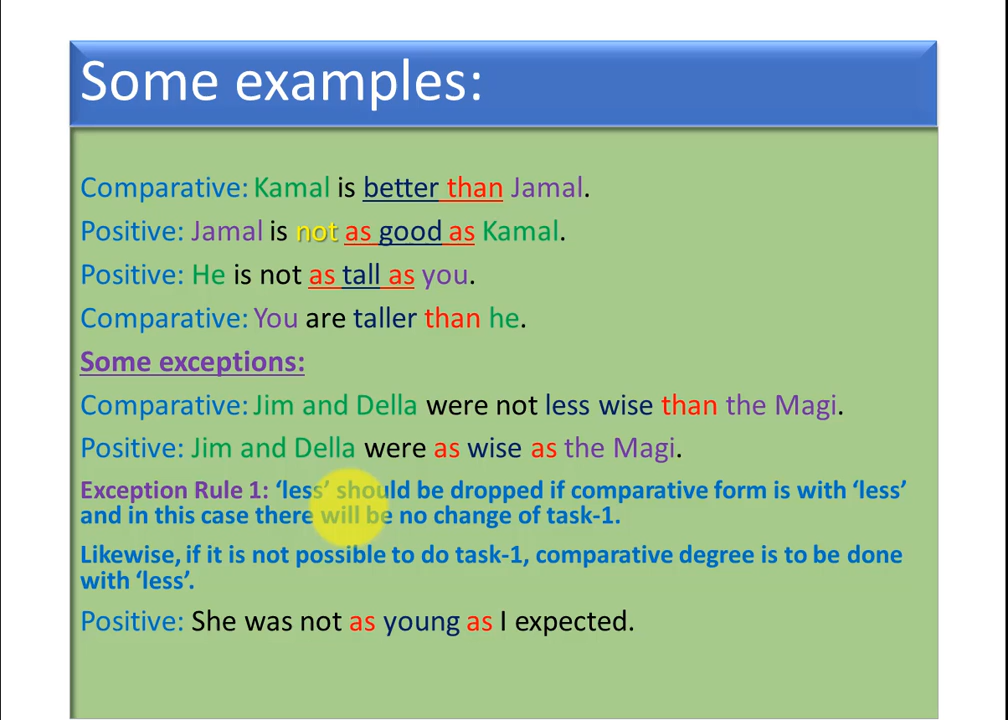 Some examples:
Comparative: Kamal is better than Jamal.
Positive: Jamal is not as good as Kamal.
Positive: He is not as tall as you.
Comparative: You are taller than he.
Some exceptions:
Comparative: Jim and Della were not less wise than the Magi.
Positive: Jim and Della were as wise as the Magi.
Exception Rule 1: ‘less’ should be dropped if comparative form is with ‘less’
and in this case there will be no change of task-1.
Likewise, if it is not possible to do task-1, comparative degree is to be done
with ‘less’.
Positive: She was not as young as I expected.